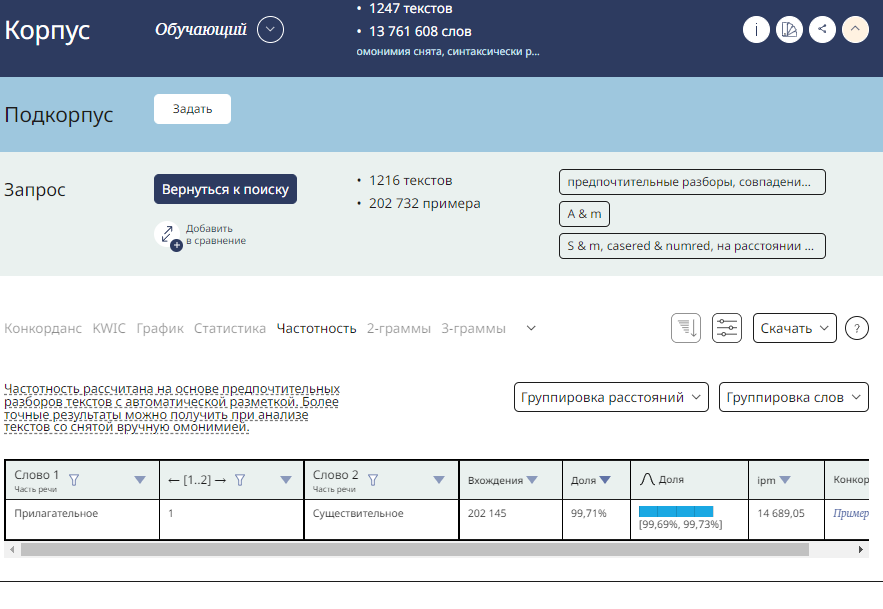 Корпус
Обучающий
• 1247 текстов
• 13 761 608 слов
омонимия снята, синтаксически р...
i
Подкорпус
Задать
Запрос
Вернуться к поиску
Добавить
в сравнение
• 1216 текстов
• 202 732 примера
предпочтительные разборы, совпадени...
A & m
S & m, casered & numred, на расстоянии ...
Конкорданс KWIC График Статистика Частотность 2-граммы 3-граммы
Скачать
?
Частотность рассчитана на основе предпочтительных
разборов текстов с автоматической разметкой. Более
точные результаты можно получить при анализе
текстов со снятой вручную омонимией.
Группировка расстояний
Группировка слов
Слово 1
Часть речи
← [1..2] →
Слово 2
Часть речи
Вхождения
Доля
Доля
ipm
Конкор
Прилагательное
1
Существительное
202 145
99,71%
[99,69%, 99,73%]
14 689,05
Пример